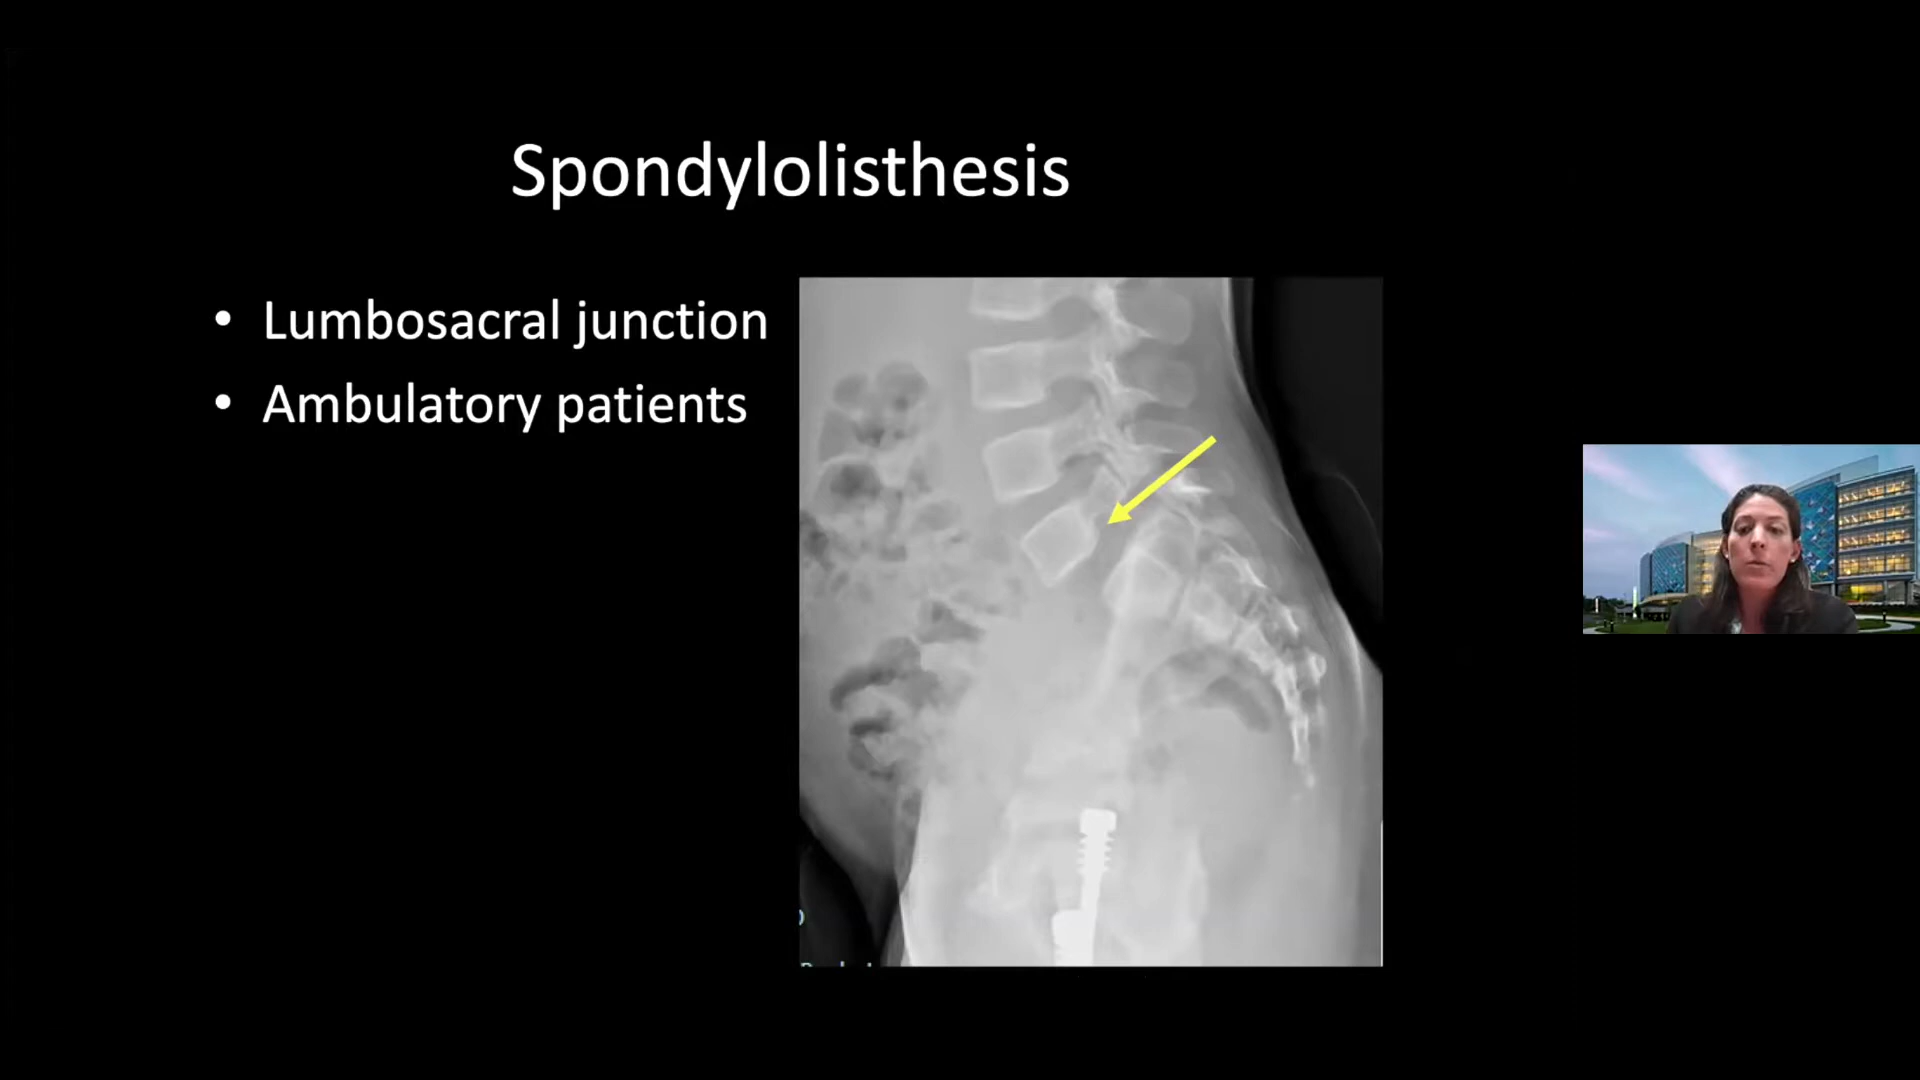 Spondylolisthesis
• Lumbosacral junction
• Ambulatory patients